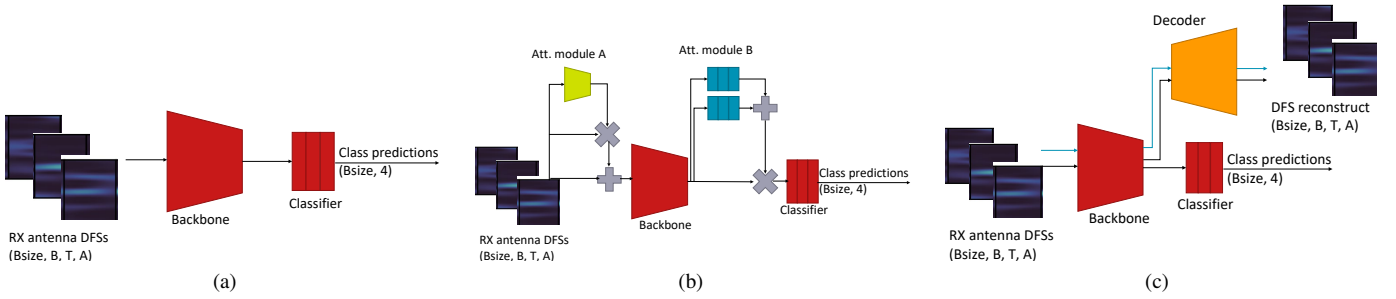 Backbone
Classifier
Class predictions
(Bsize, 4)
RX antenna DFSs
(Bsize, B, T, A)
(a)
Att. module A
Att. module B
Backbone
Classifier
Class predictions
(Bsize, 4)
RX antenna DFSs
(Bsize, B, T, A)
(b)
Decoder
DFS reconstruct
(Bsize, B, T, A)
Backbone
Classifier
Class predictions
(Bsize, 4)
RX antenna DFSs
(Bsize, B, T, A)
(c)